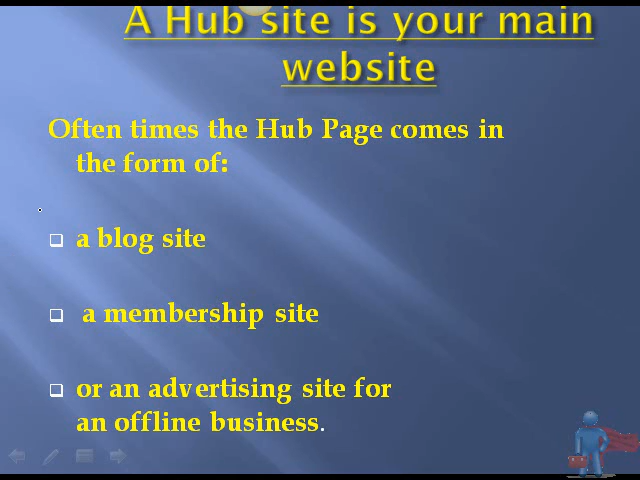 A Hub site is your main
website
Often times the Hub Page comes in
the form of:
a blog site
a membership site
or an advertising site for
an offline business.